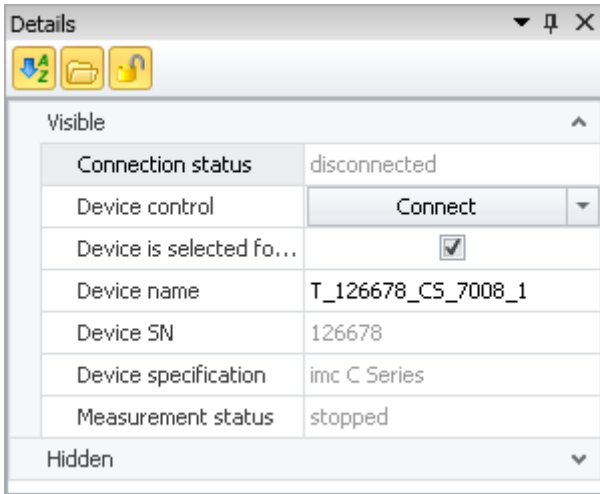 Details
A
Z
Visible
Connection status disconnected
Device control Connect
Device is selected fo...
Device name T_126678_CS_7008_1
Device SN 126678
Device specification imc C Series
Measurement status stopped
Hidden